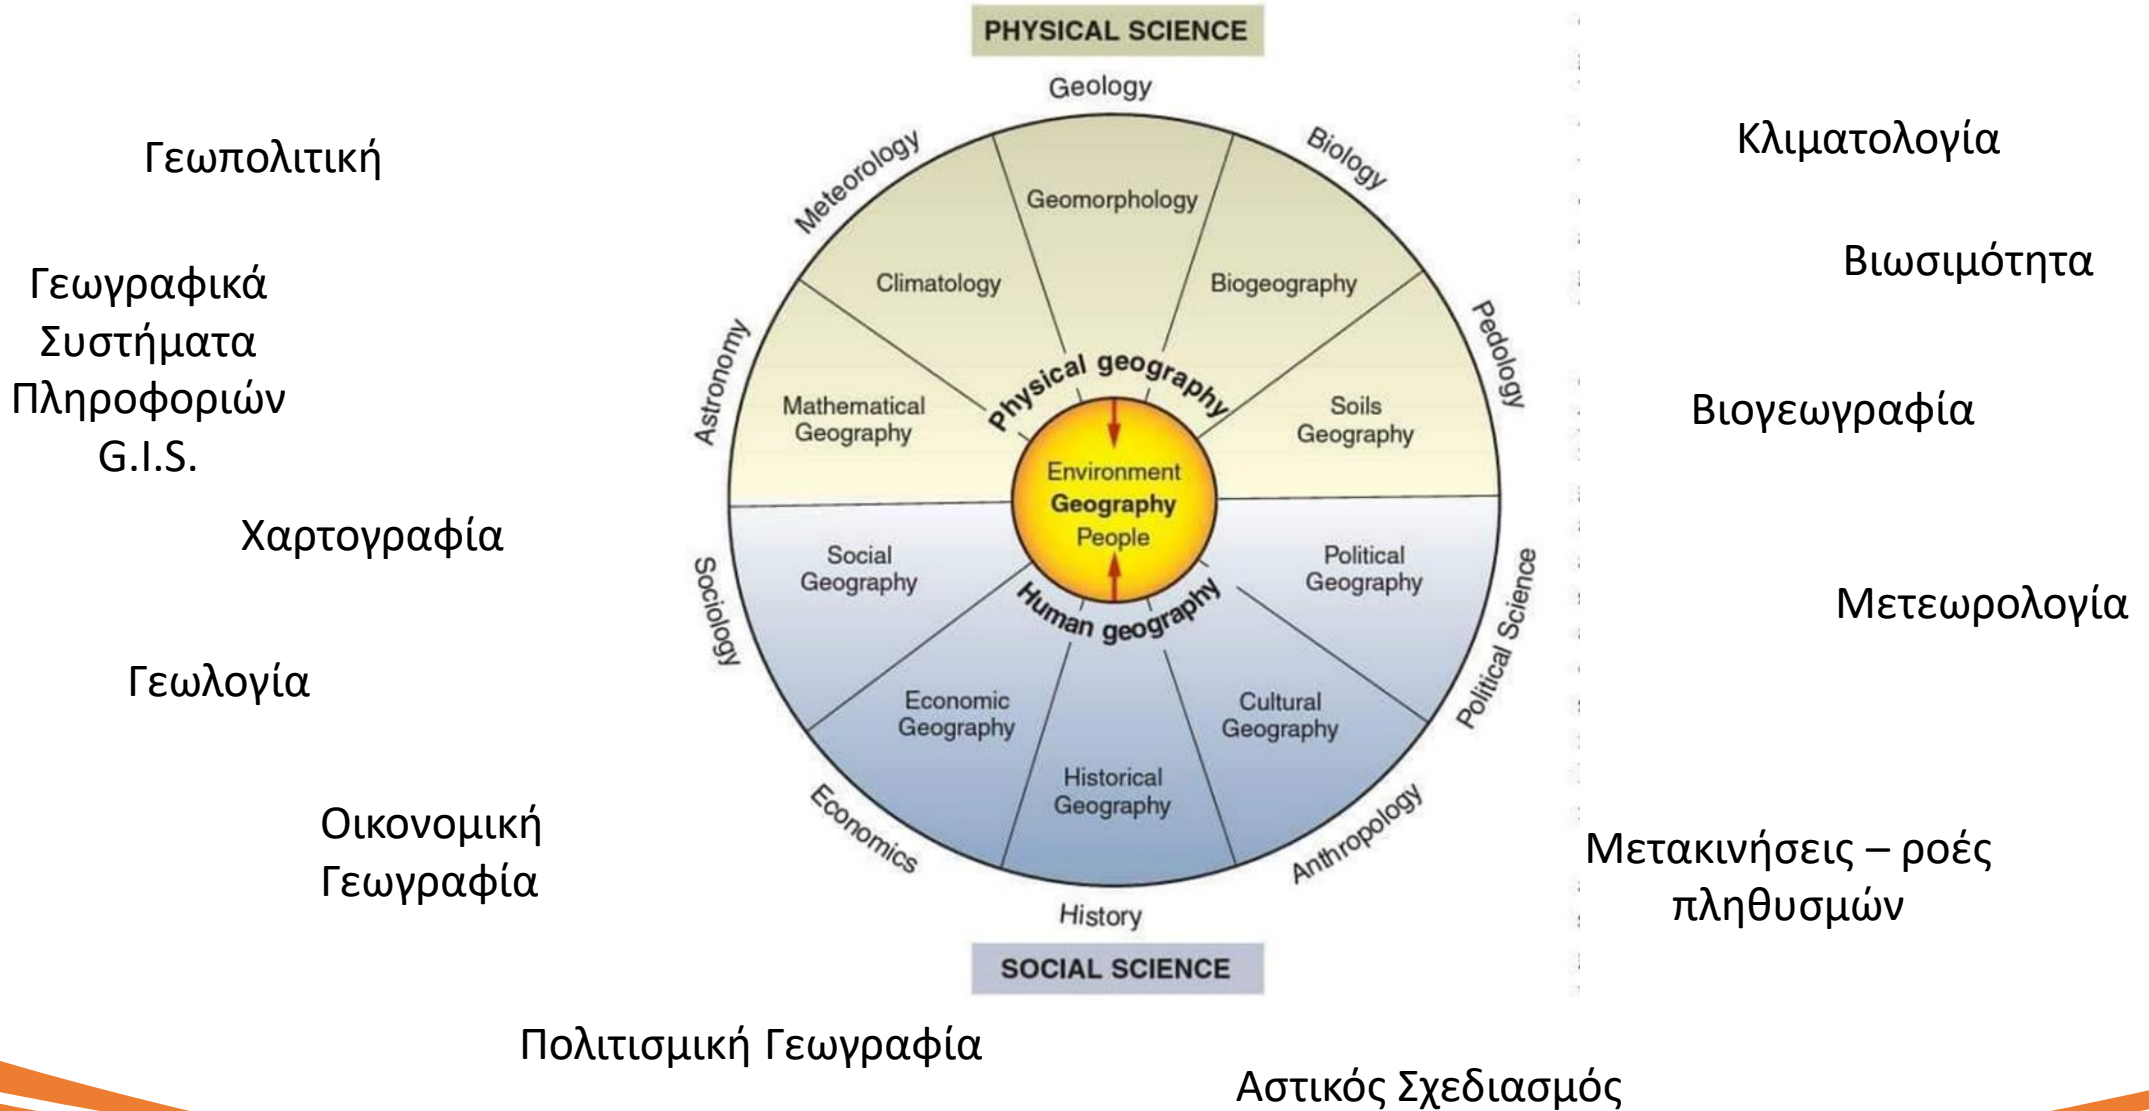 PHYSICAL SCIENCE
Geology
Meteorology
Biology
Astronomy
Pedology
Geomorphology
Climatology
Biogeography
Mathematical
Geography
Soils
Geography
Physical geography
Environment
Geography
People
Human geography
Social
Geography
Political
Geography
Economic
Geography
Cultural
Geography
Historical
Geography
Sociology
Political Science
Economics
Anthropology
History
SOCIAL SCIENCE
Γεωπολιτική
Γεωγραφικά
Συστήματα
Πληροφοριών
G.I.S.
Χαρτογραφία
Γεωλογία
Οικονομική
Γεωγραφία
Πολιτισμική Γεωγραφία
Αστικός Σχεδιασμός
Κλιματολογία
Βιωσιμότητα
Βιογεωγραφία
Μετεωρολογία
Μετακινήσεις – ροές
πληθυσμών